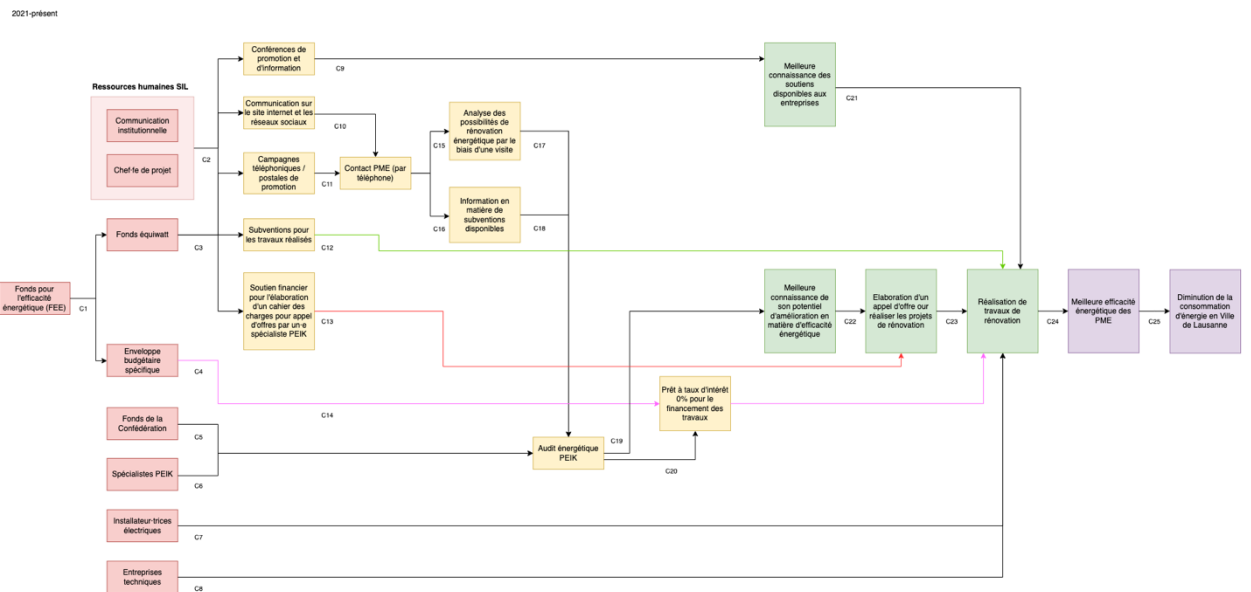 2021-présent
Ressources humaines SIL
Communication
institutionnelle
Chef·fe de projet
C2
Fonds pour
l'efficacité
énergétique (FEE)
C1
Fonds équiwatt
C3
Enveloppe
budgétaire
spécifique
C4
Fonds de la
Confédération
C5
Spécialistes PEIK
C6
Installateur·trices
électriques
C7
Entreprises
techniques
C8
Conférences de
promotion et
d'information
C9
Communication sur
le site internet et les
réseaux sociaux
C10
Campagnes
téléphoniques /
postales de
promotion
C11
Subventions pour
les travaux réalisés
C12
Soutien financier
pour l'élaboration
d'un cahier des
charges pour appel
d'offres par un·e
spécialiste PEIK
C13
C14
Contact PME (par
téléphone)
C15
C16
Analyse des
possibilités de
rénovation
énergétique par le
biais d'une visite
C17
Information en
matière de
subventions
disponibles
C18
Audit énergétique
PEIK
C19
C20
Prêt à taux d'intérêt
0% pour le
financement des
travaux
Meilleure
connaissance des
soutiens
disponibles aux
entreprises
C21
Meilleure
connaissance de
son potentiel
d'amélioration en
matière d'efficacité
énergétique
C22
Elaboration d'un
appel d'offre our
réaliser les projets
de rénovation
C23
Réalisation de
travaux de
rénovation
C24
Meilleure efficacité
énergétique des
PME
C25
Diminution de la
consommation
d'énergie en Ville
de Lausanne